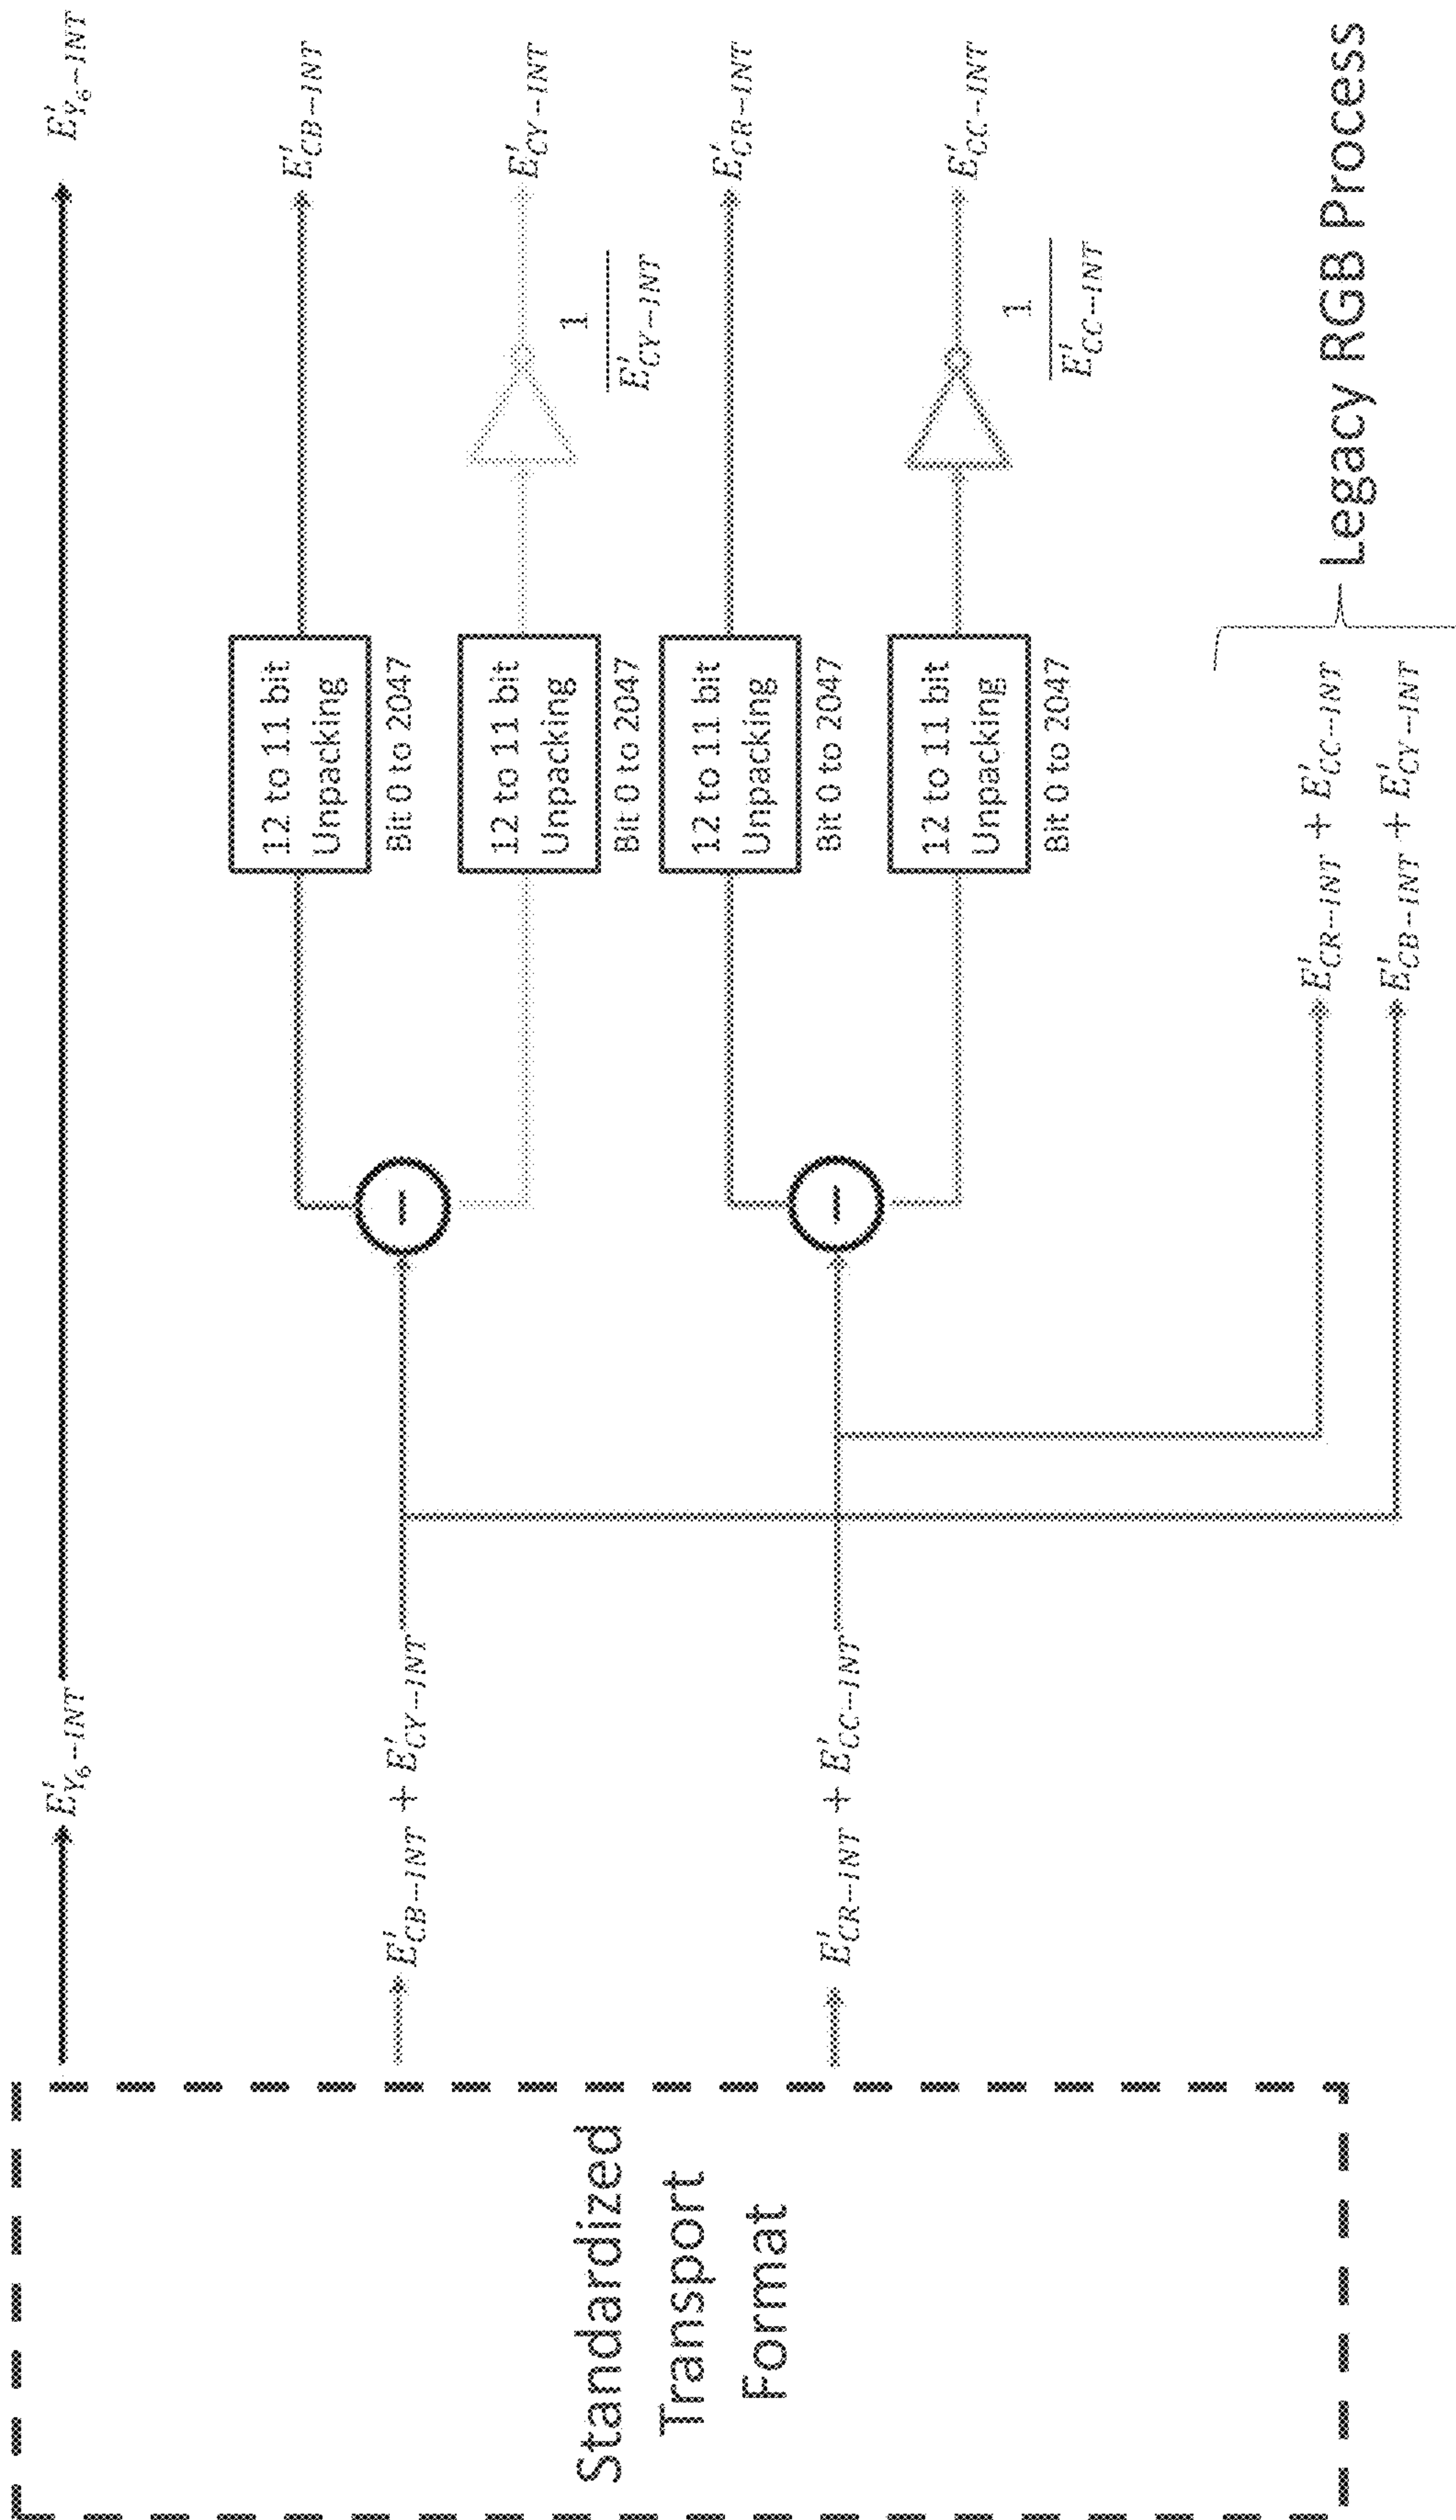 Standardized
Transport
Format
E'_{Y_6-INT}
E'_{Y_6-INT}
E'_{CB-INT} + E'_{CY-INT}
12 to 11 bit
Unpacking
Bit 0 to 2047
E'_{CB-INT}
12 to 11 bit
Unpacking
Bit 0 to 2047
1
E'_{CY-INT}
E'_{CY-INT}
E'_{CR-INT} + E'_{CC-INT}
12 to 11 bit
Unpacking
Bit 0 to 2047
E'_{CR-INT}
12 to 11 bit
Unpacking
Bit 0 to 2047
1
E'_{CC-INT}
E'_{CC-INT}
E'_{CR-INT} + E'_{CC-INT}
E'_{CB-INT} + E'_{CY-INT}
Legacy RGB Process